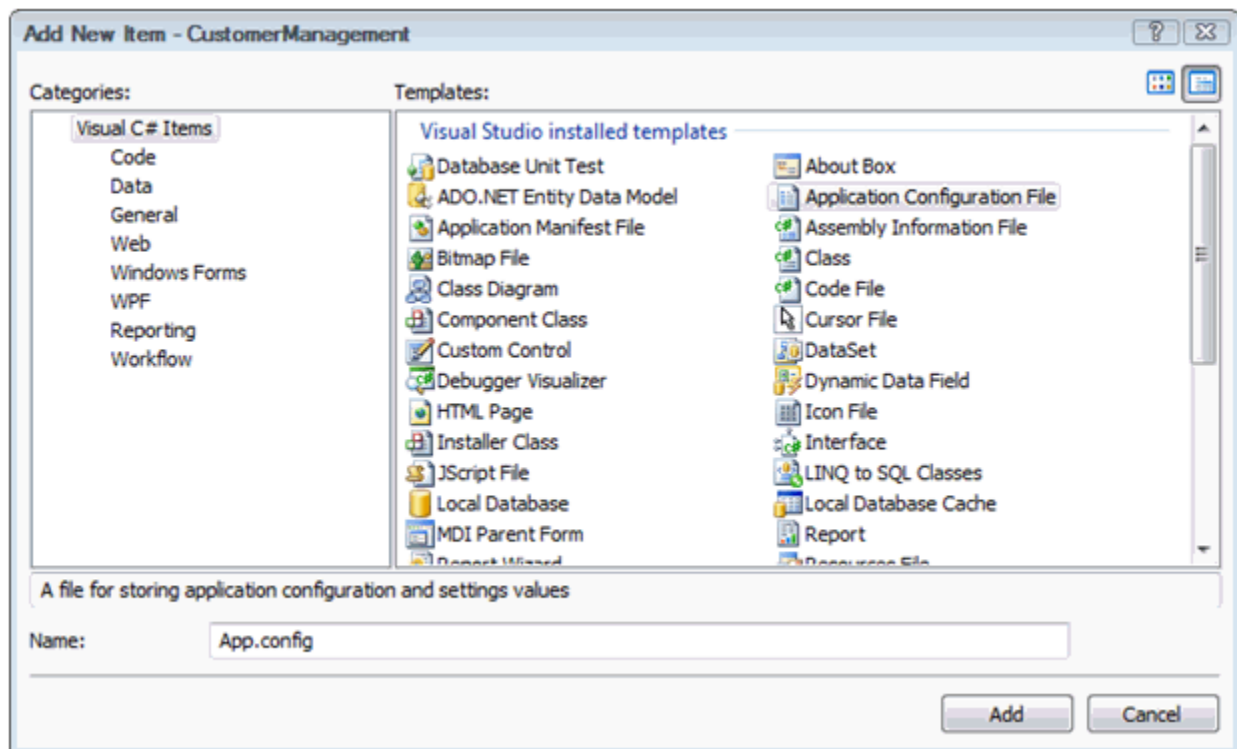 Add New Item - CustomerManagement
Categories:
Templates:
Visual C# Items
Code
Data
General
Web
Windows Forms
WPF
Reporting
Workflow
Visual Studio installed templates
Database Unit Test
About Box
ADO.NET Entity Data Model
Application Configuration File
Application Manifest File
Assembly Information File
Bitmap File
Class
Class Diagram
Code File
Component Class
Cursor File
Custom Control
DataSet
Debugger Visualizer
Dynamic Data Field
HTML Page
Icon File
Installer Class
Interface
JScript File
LINQ to SQL Classes
Local Database
Local Database Cache
MDI Parent Form
Report
Report Wizard
Resources File
A file for storing application configuration and settings values
Name:
App.config
Add
Cancel